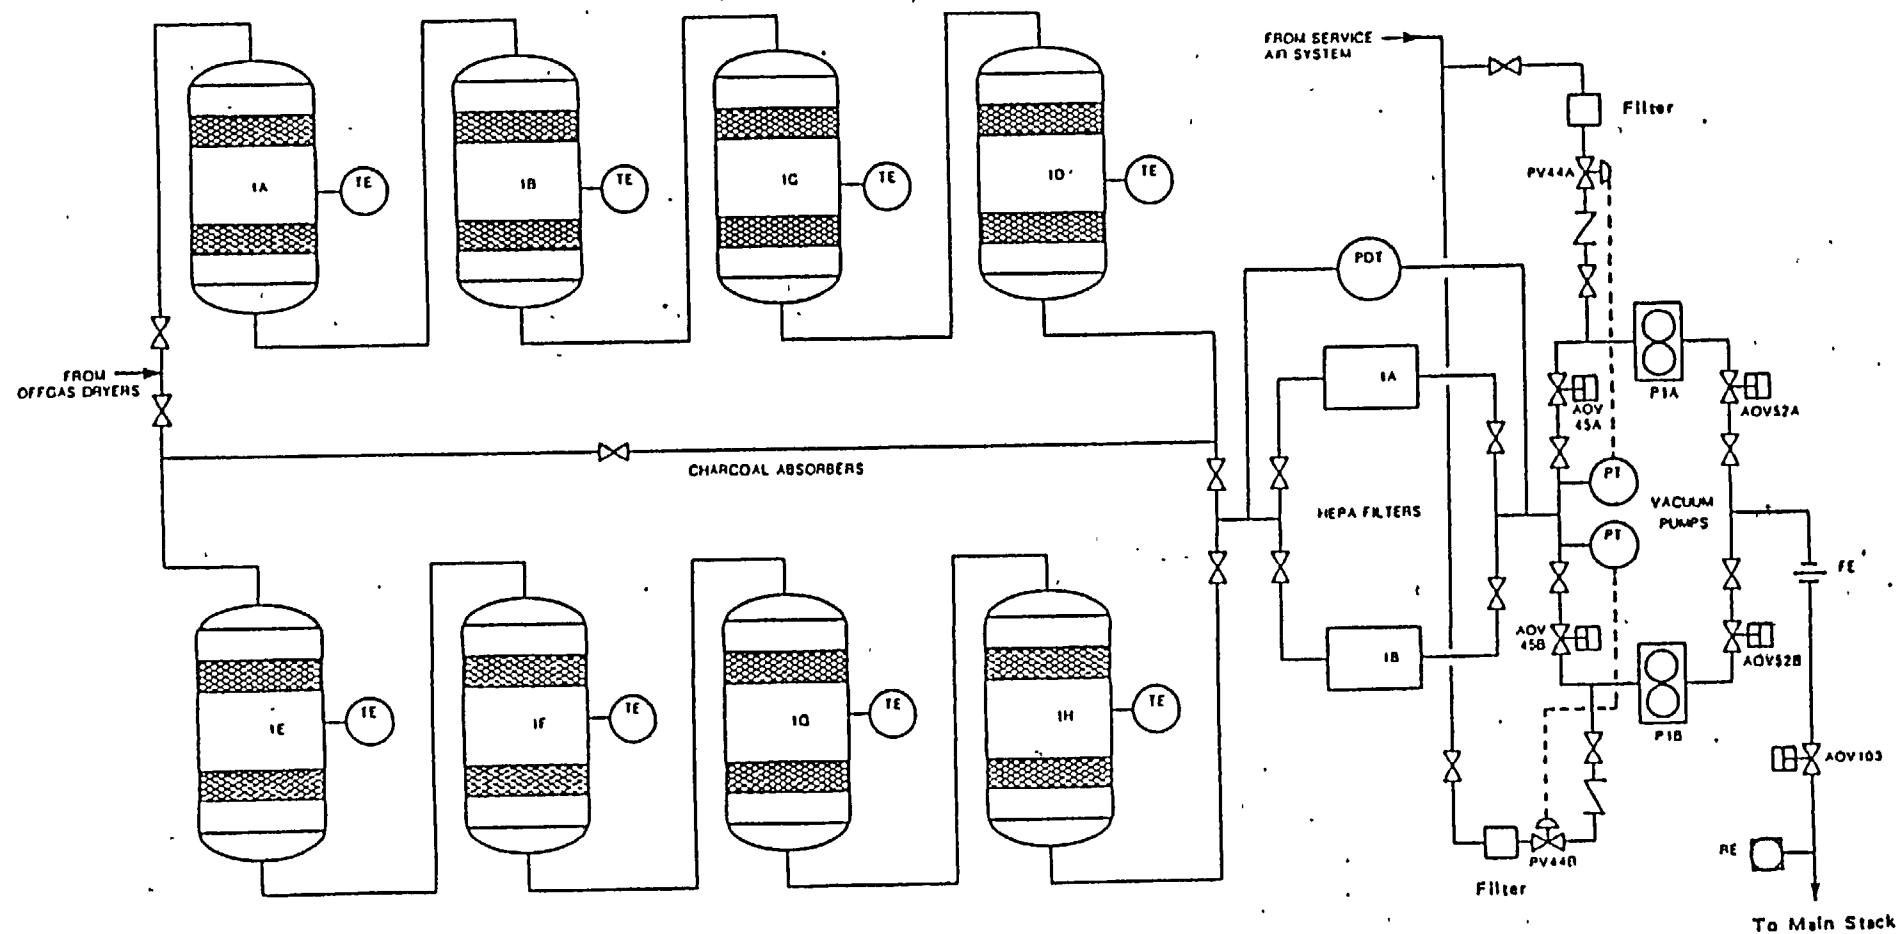 FROM SERVICE
AIR SYSTEM
Filter
PV44A
1A
TE
1B
TE
1C
TE
1D
TE
PDT
FROM
OFFGAS DRYERS
1A
P1A
AOV
45A
AOV52A
CHARCOAL ABSORBERS
PT
VACUUM
PUMPS
HEPA FILTERS
PT
FE
AOV
45B
1B
AOV52B
P1B
1E
TE
1F
TE
1G
TE
1H
TE
AOV103
RE
PV44B
Filter
To Main Stack